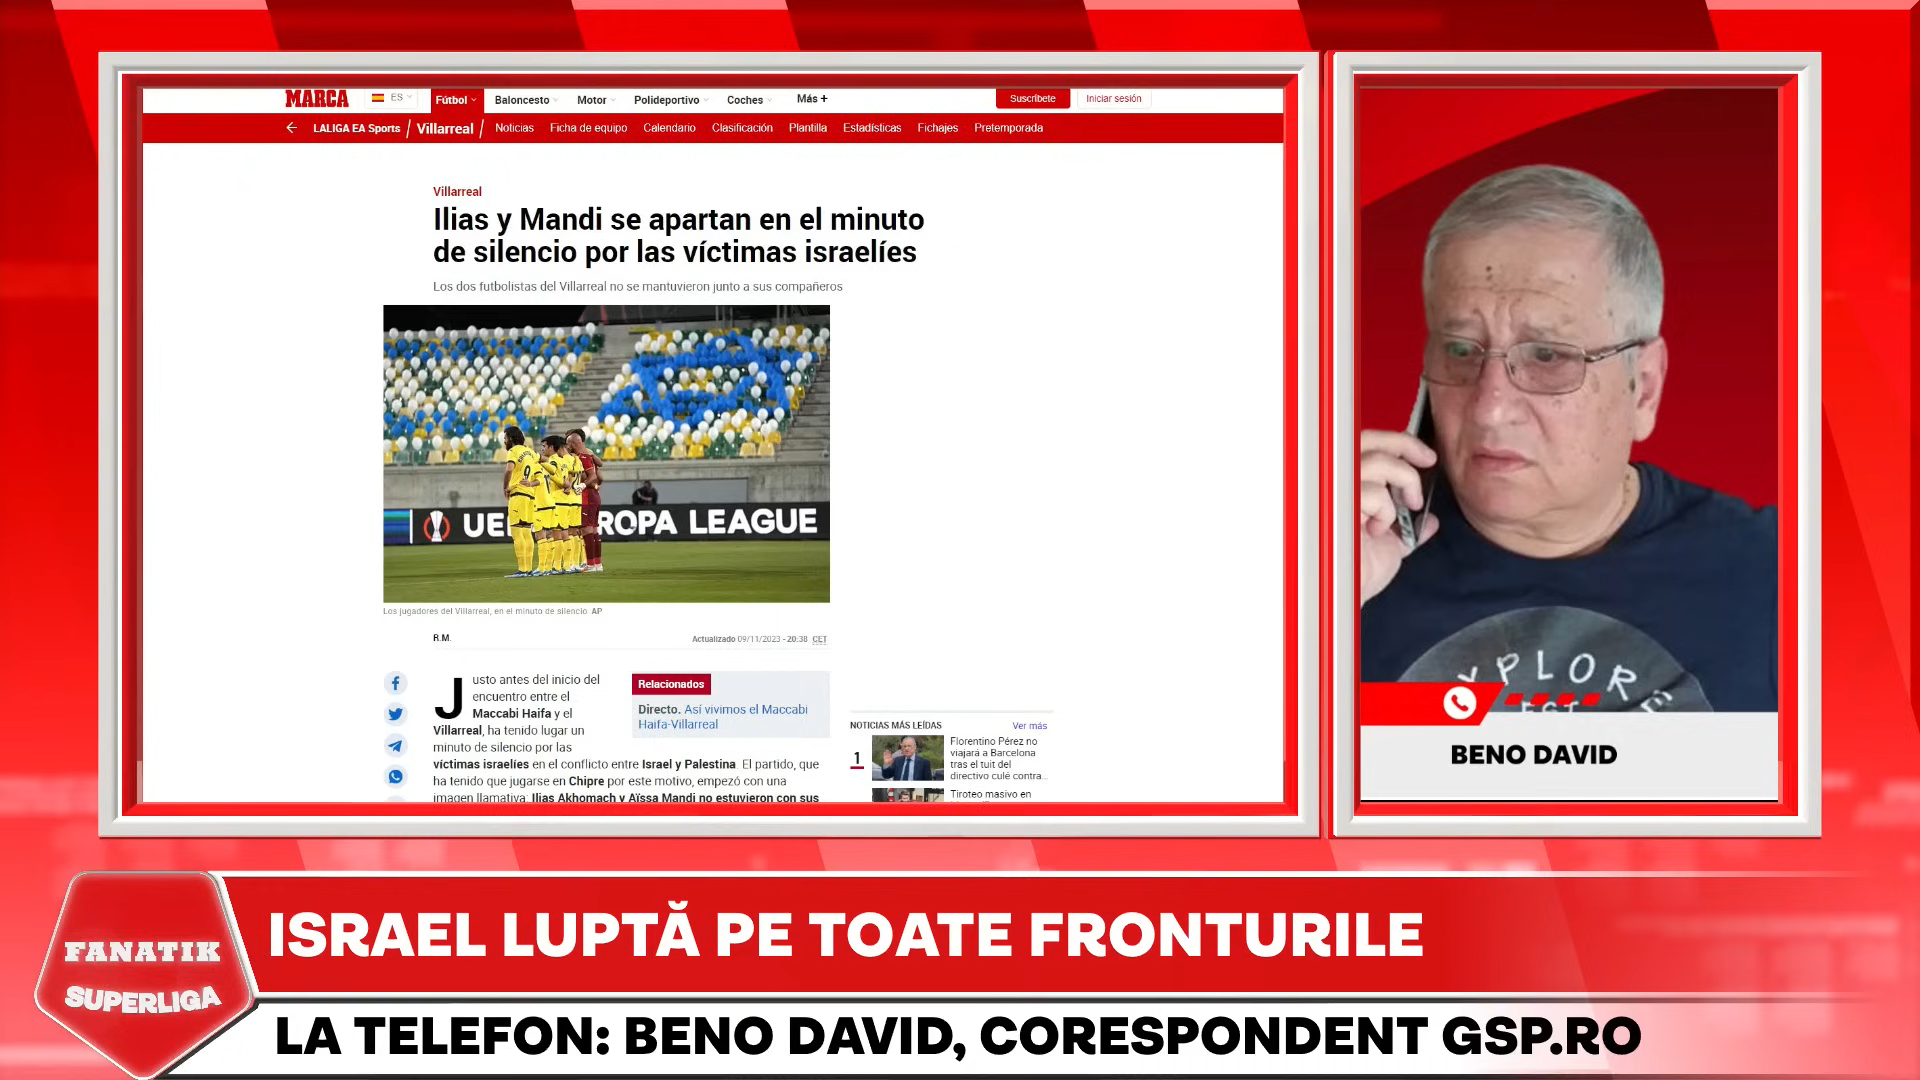 MARCA
ES
Fútbol
Baloncesto
Motor
Polideportivo
Coches
Más +
Suscríbete
Iniciar sesión
LALIGA EA Sports
Villarreal
Noticias
Ficha de equipo
Calendario
Clasificación
Plantilla
Estadísticas
Fichajes
Pretemporada
Villarreal
Ilias y Mandi se apartan en el minuto
de silencio por las víctimas israelíes
Los dos futbolistas del Villarreal no se mantuvieron junto a sus compañeros
9
UE ROPA LEAGUE
Los jugadores del Villarreal, en el minuto de silencio AP
R.M.
Actualizado 09/11/2023 - 20:38 CET
Justo antes del inicio del
encuentro entre el
Maccabi Haifa y el
Villarreal, ha tenido lugar un
minuto de silencio por las
víctimas israelíes en el conflicto entre Israel y Palestina. El partido, que
ha tenido que jugarse en Chipre por este motivo, empezó con una
imagen llamativa: Ilias Akhomach y Aïssa Mandi no estuvieron con sus
Relacionados
Directo. Así vivimos el Maccabi
Haifa-Villarreal
NOTICIAS MÁS LEÍDAS
Ver más
1
Florentino Pérez no
viajará a Barcelona
tras el tuit del
directivo culé contra...
Tiroteo masivo en
XPLORE
EST
BENO DAVID
FANATIK
SUPERLIGA
ISRAEL LUPTĂ PE TOATE FRONTURILE
LA TELEFON: BENO DAVID, CORESPONDENT GSP.RO